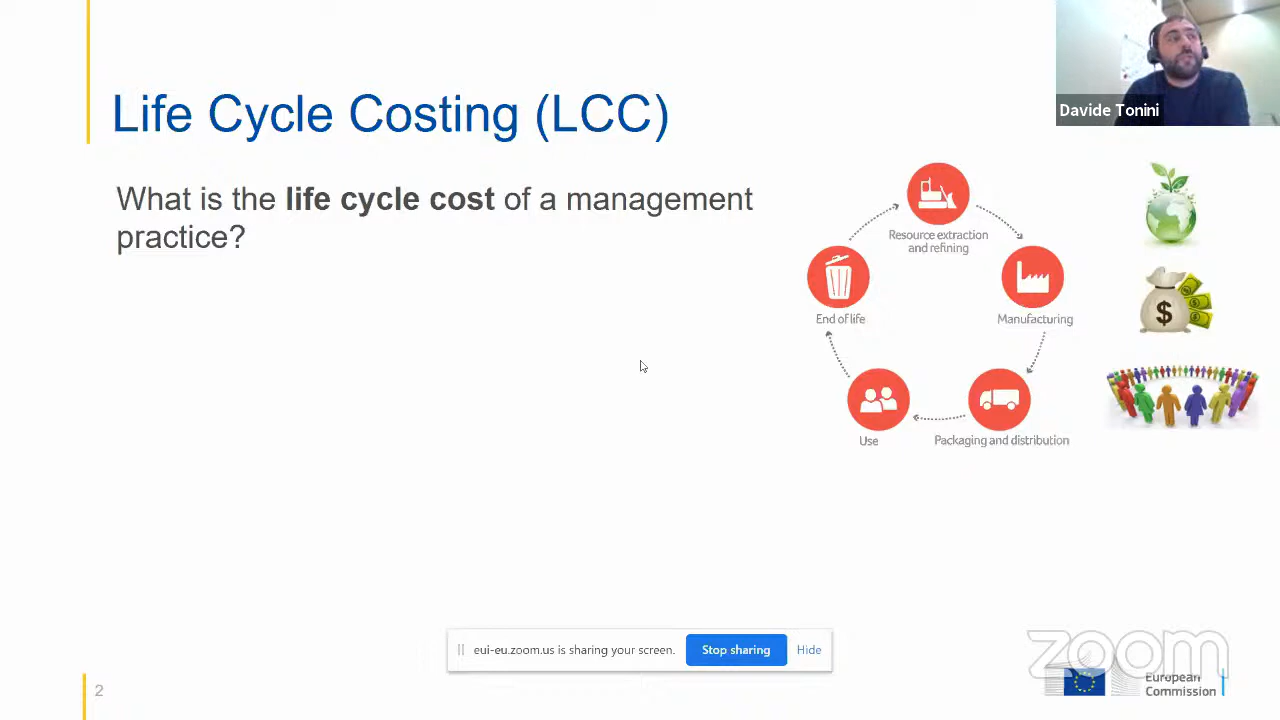 Life Cycle Costing (LCC)
Davide Tonini
What is the life cycle cost of a management
practice?
Resource extraction
and refining
End of life
Manufacturing
Use
Packaging and distribution
$
eui-eu.zoom.us is sharing your screen.
Stop sharing
Hide
zoom
2
European
Commission